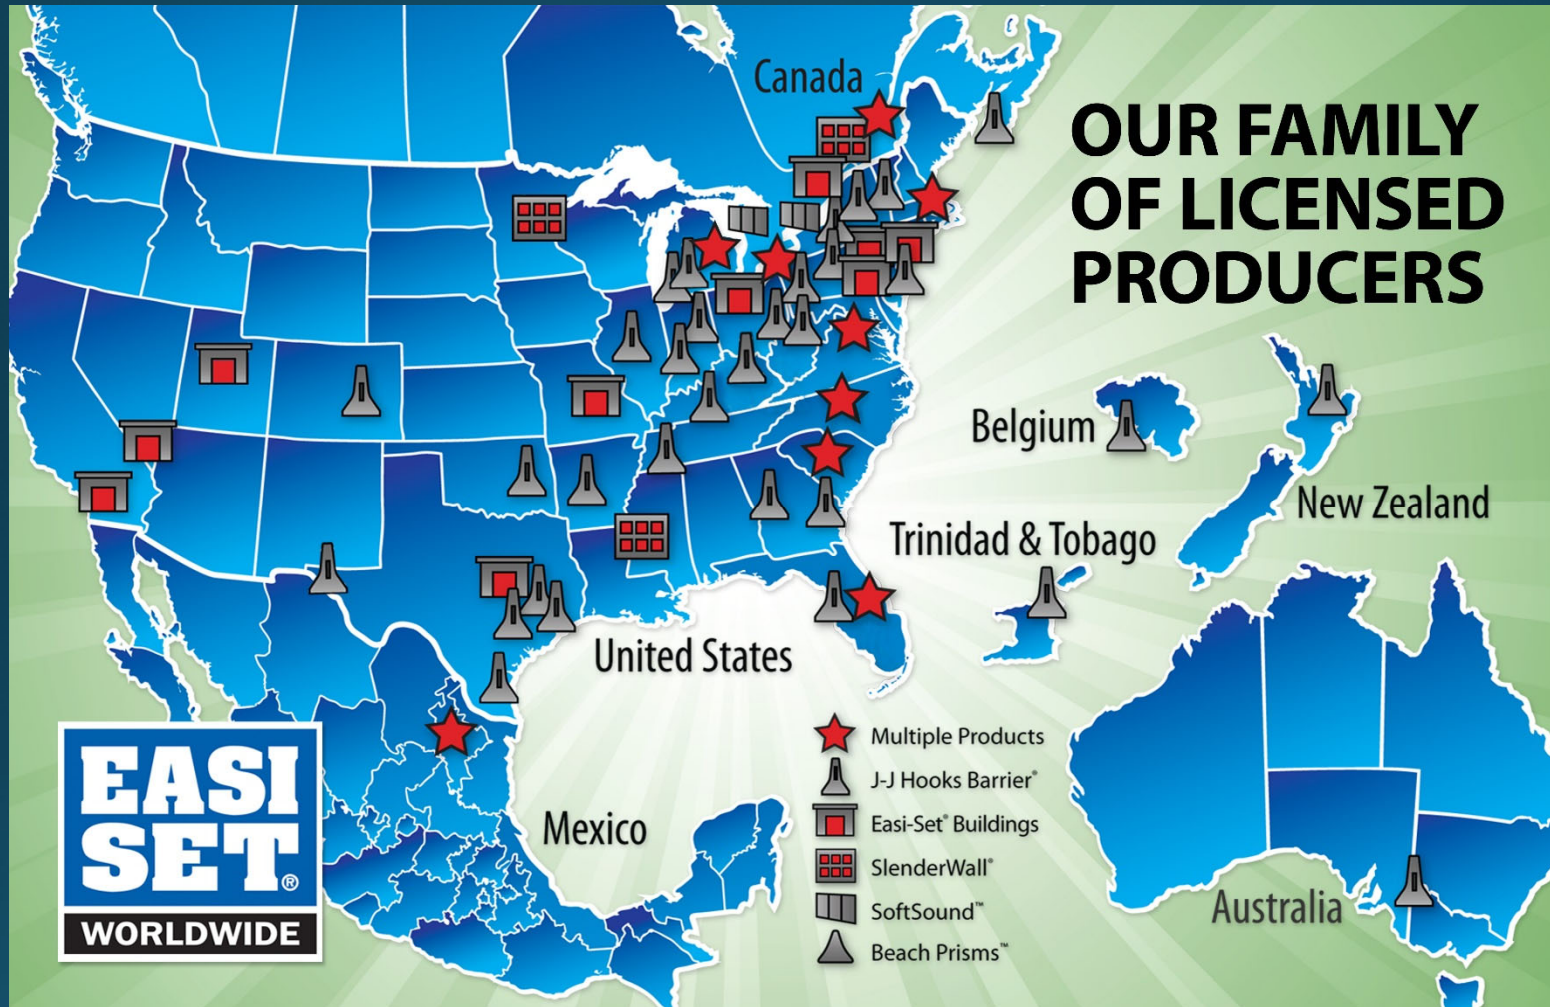 Canada
OUR FAMILY
OF LICENSED
PRODUCERS
Belgium
New Zealand
Trinidad & Tobago
United States
Mexico
Australia
Multiple Products
J-J Hooks Barrier®
Easi-Set® Buildings
SlenderWall®
SoftSound™
Beach Prisms™
EASI
SET®
WORLDWIDE